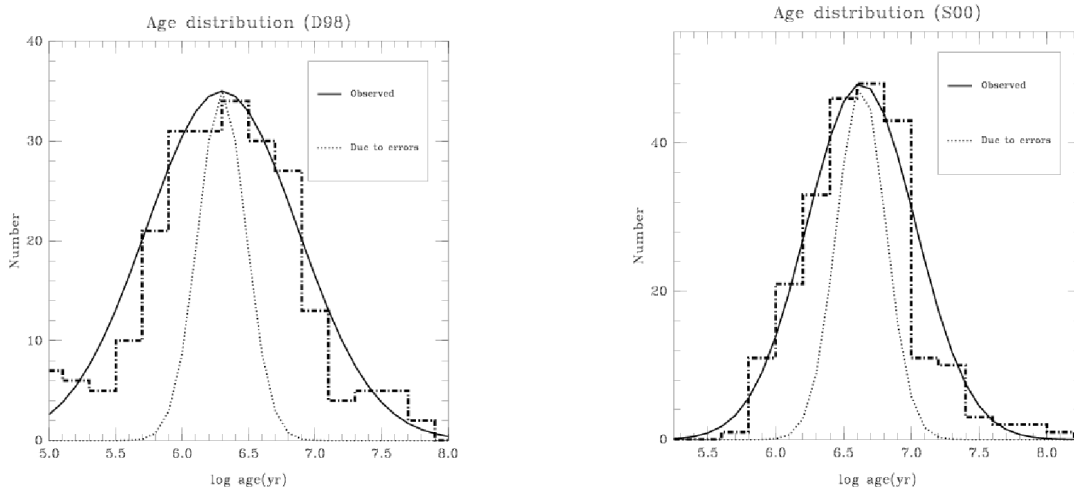 Age distribution (D98)
40
30
20
10
0
Number
Observed
Due to errors
5.0 5.5 6.0 6.5 7.0 7.5 8.0
log age(yr)
Age distribution (S00)
40
20
0
Number
Observed
Due to errors
5.5 6.0 6.5 7.0 7.5 8.0
log age(yr)